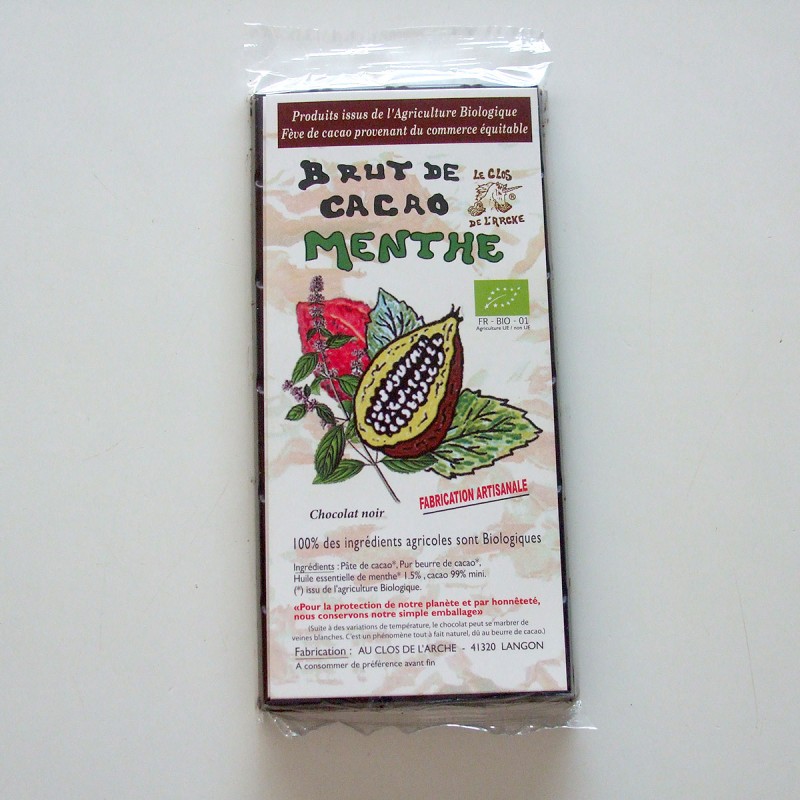 Produits issus de l'Agriculture Biologique
Fève de cacao provenant du commerce équitable
BRUT DE
CACAO
MENTHE
LE CLOS
DE L'ARCHE
®
FR - BIO - 01
Agriculture UE / non UE
Chocolat noir
FABRICATION ARTISANALE
100% des ingrédients agricoles sont Biologiques
Ingrédients : Pâte de cacao*, Pur beurre de cacao*,
Huile essentielle de menthe* 1.5% , cacao 99% mini.
(*) issu de l'agriculture Biologique.
«Pour la protection de notre planète et par honnêteté,
nous conservons notre simple emballage»
(Suite à des variations de température, le chocolat peut se marbrer de
veines blanches. C'est un phénomène tout à fait naturel, dû au beurre de cacao.)
Fabrication : AU CLOS DE L'ARCHE - 41320 LANGON
A consommer de préférence avant fin